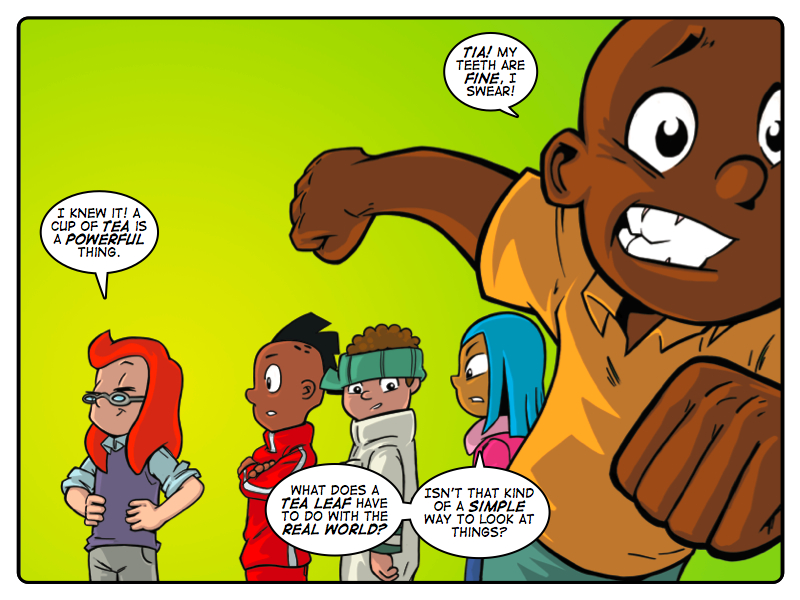 TIA! MY
TEETH ARE
FINE, I
SWEAR!
I KNEW IT! A
CUP OF TEA IS
A POWERFUL
THING.
WHAT DOES A
TEA LEAF HAVE
TO DO WITH THE
REAL WORLD?
ISN'T THAT KIND
OF A SIMPLE
WAY TO LOOK AT
THINGS?